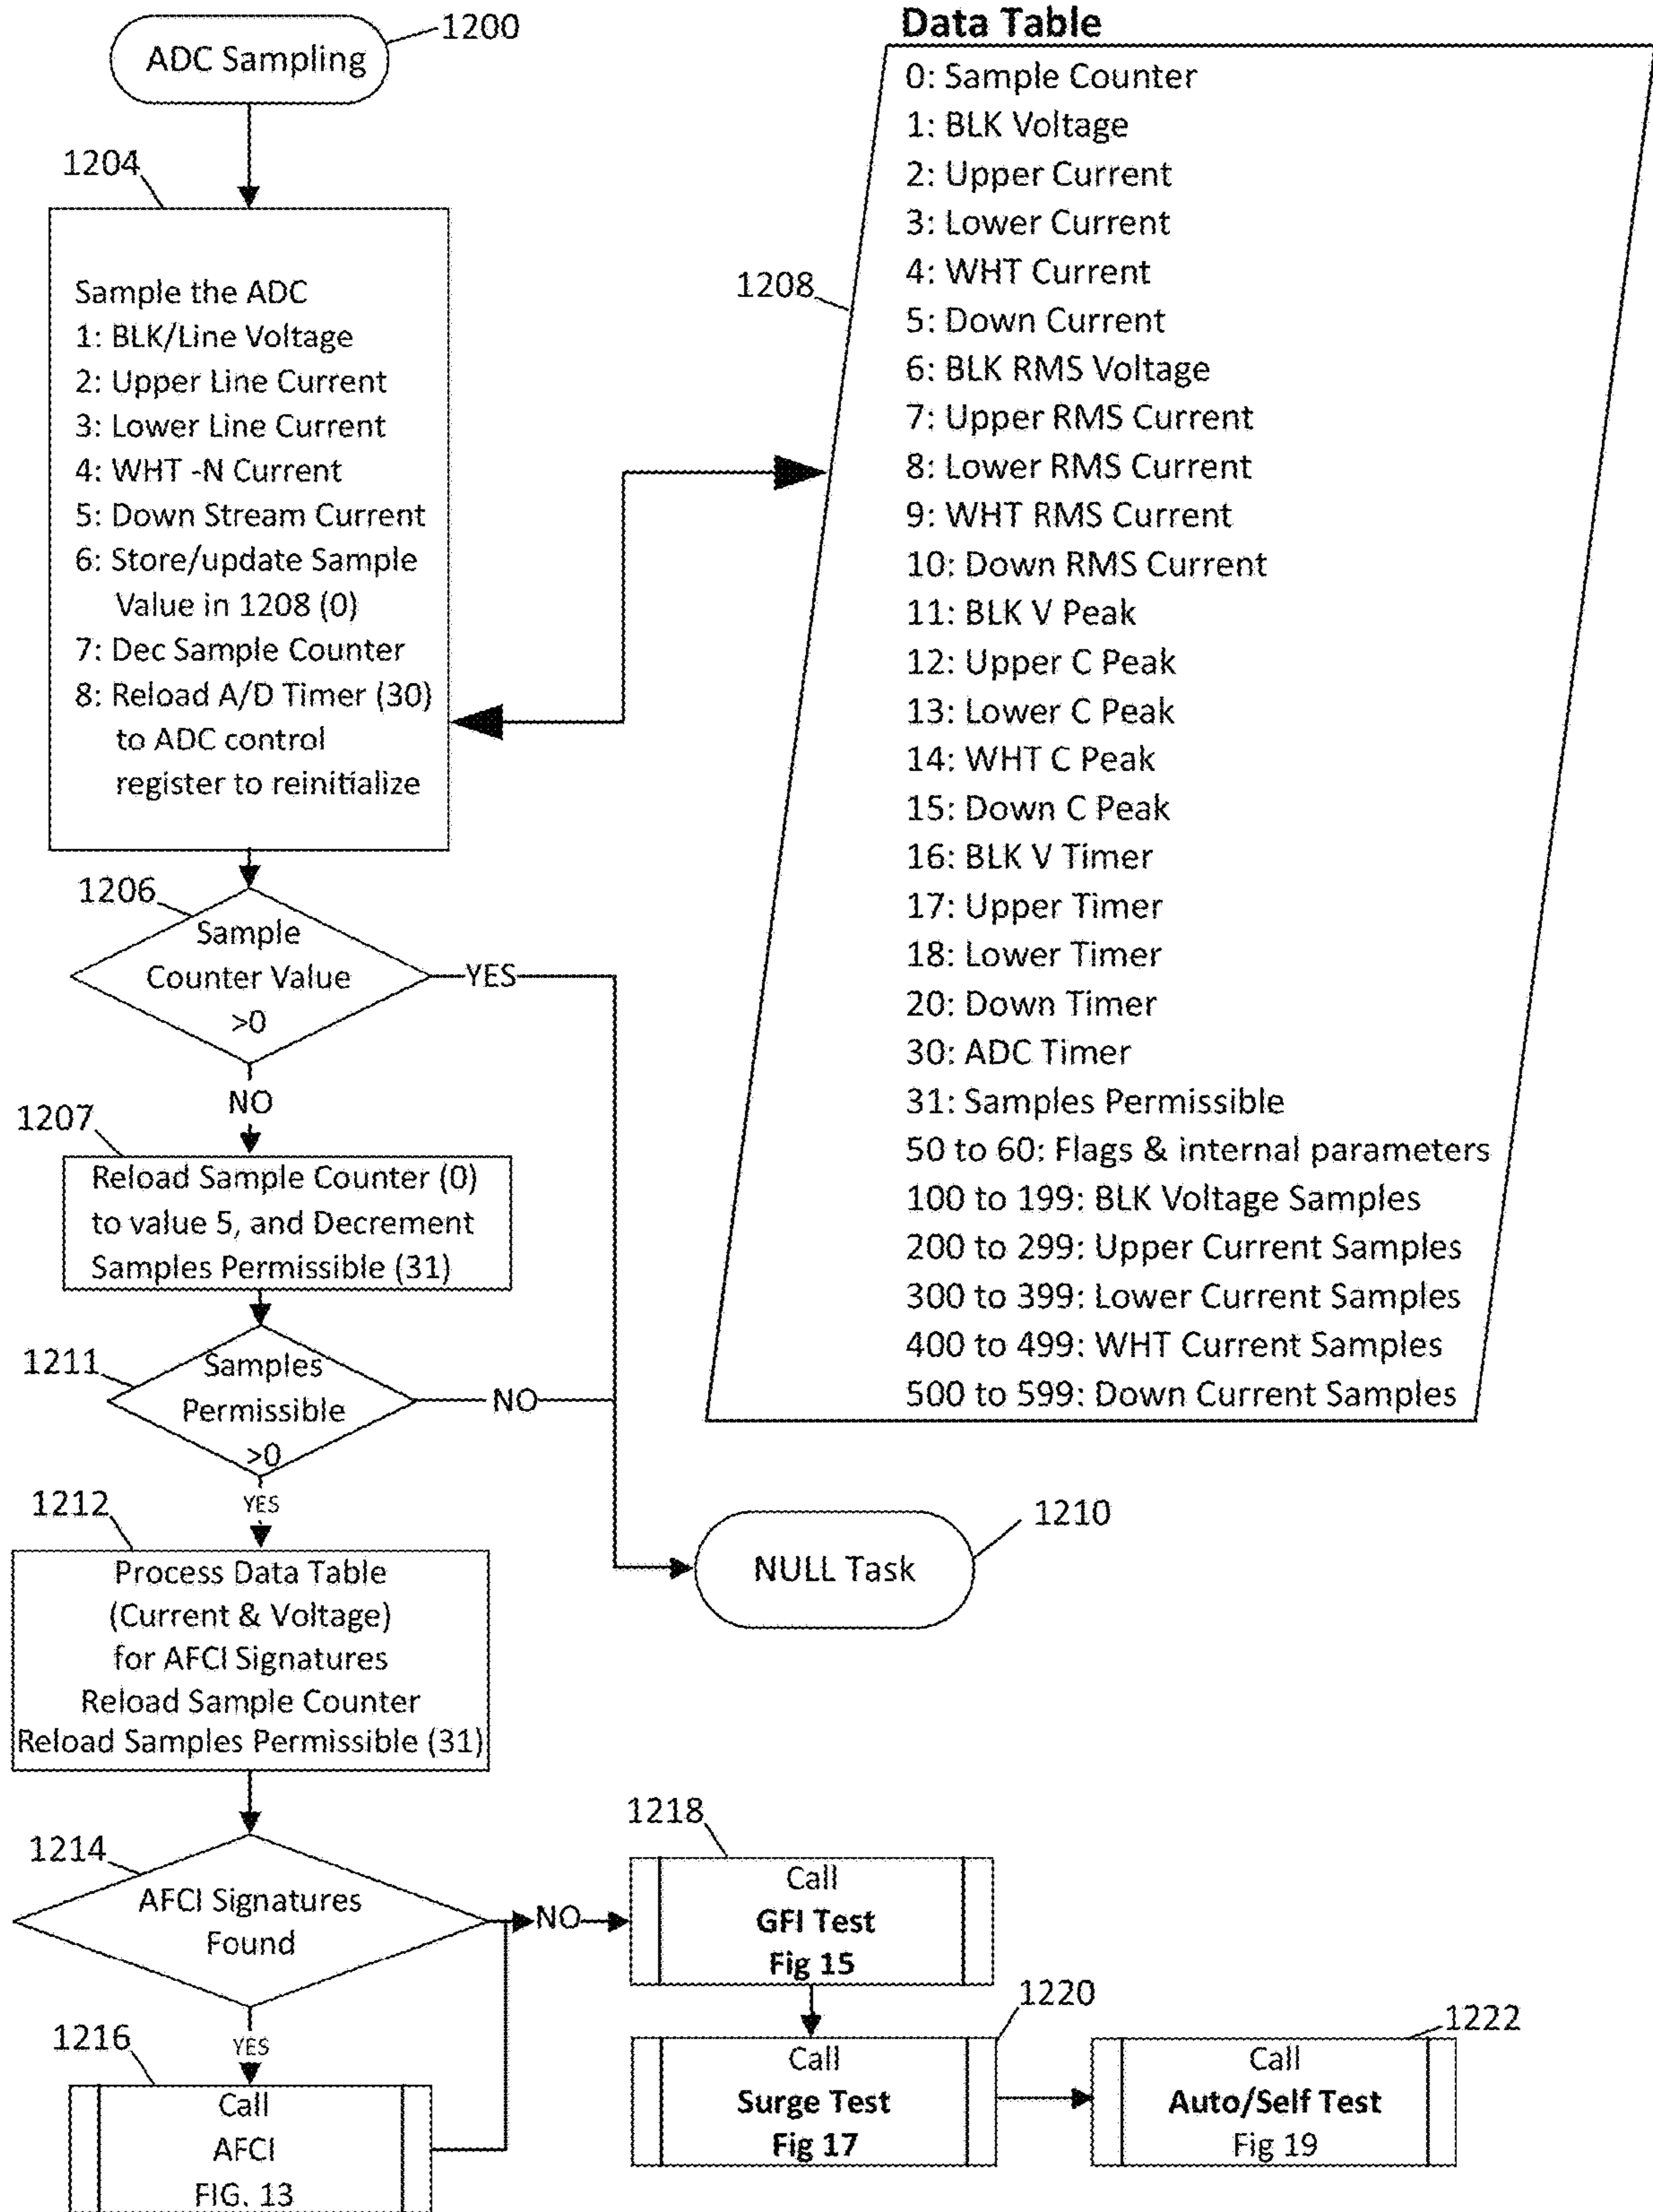 1200
ADC Sampling
1204
Sample the ADC
1: BLK/Line Voltage
2: Upper Line Current
3: Lower Line Current
4: WHT -N Current
5: Down Stream Current
6: Store/update Sample
Value in 1208 (0)
7: Dec Sample Counter
8: Reload A/D Timer (30)
to ADC control
register to reinitialize
1206
Sample
Counter Value
>0
YES
NO
1207
Reload Sample Counter (0)
to value 5, and Decrement
Samples Permissible (31)
1211
Samples
Permissible
>0
NO
YES
1212
Process Data Table
(Current & Voltage)
for AFCI Signatures
Reload Sample Counter
Reload Samples Permissible (31)
1214
AFCI Signatures
Found
NO
YES
1216
Call
AFCI
FIG. 13
Data Table
1208
0: Sample Counter
1: BLK Voltage
2: Upper Current
3: Lower Current
4: WHT Current
5: Down Current
6: BLK RMS Voltage
7: Upper RMS Current
8: Lower RMS Current
9: WHT RMS Current
10: Down RMS Current
11: BLK V Peak
12: Upper C Peak
13: Lower C Peak
14: WHT C Peak
15: Down C Peak
16: BLK V Timer
17: Upper Timer
18: Lower Timer
20: Down Timer
30: ADC Timer
31: Samples Permissible
50 to 60: Flags & internal parameters
100 to 199: BLK Voltage Samples
200 to 299: Upper Current Samples
300 to 399: Lower Current Samples
400 to 499: WHT Current Samples
500 to 599: Down Current Samples
1210
NULL Task
1218
Call
GFI Test
Fig 15
1220
Call
Surge Test
Fig 17
1222
Call
Auto/Self Test
Fig 19